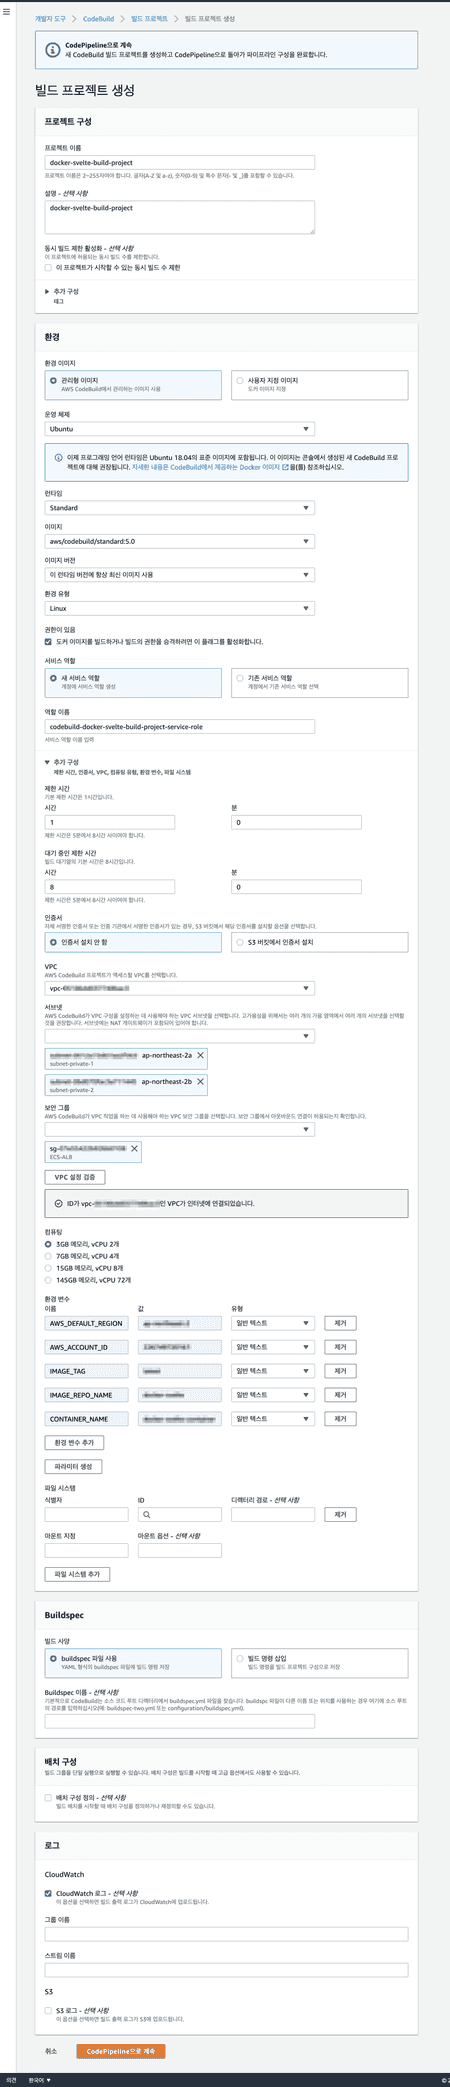 개발자 도구 > CodeBuild > 빌드 프로젝트 > 빌드 프로젝트 생성
CodePipeline으로 계속
새 CodeBuild 빌드 프로젝트를 생성하고 CodePipeline으로 돌아가 파이프라인 구성을 완료합니다.
빌드 프로젝트 생성
프로젝트 구성
프로젝트 이름
docker-svelte-build-project
프로젝트 이름은 2~255자여야 합니다. 글자(A-Z 및 a-z), 숫자(0-9) 및 특수 문자(- 및 _)를 포함할 수 있습니다.
설명 - 선택 사항
docker-svelte-build-project
동시 빌드 제한 활성화 - 선택 사항
이 프로젝트에 허용되는 동시 빌드 수를 제한합니다.
이 프로젝트가 시작할 수 있는 동시 빌드 수 제한
추가 구성
태그
환경
환경 이미지
관리형 이미지
AWS CodeBuild에서 관리하는 이미지 사용
사용자 지정 이미지
도커 이미지 지정
운영 체제
Ubuntu
이제 프로그래밍 언어 런타임은 Ubuntu 18.04의 표준 이미지에 포함됩니다. 이 이미지는 콘솔에서 생성된 새 CodeBuild 프로
젝트에 대해 권장됩니다. 자세한 내용은 CodeBuild에서 제공하는 Docker 이미지 을(를) 참조하십시오.
런타임
Standard
이미지
aws/codebuild/standard:5.0
이미지 버전
이 런타임 버전에 항상 최신 이미지 사용
환경 유형
Linux
권한이 있음
도커 이미지를 빌드하거나 빌드의 권한을 승격하려면 이 플래그를 활성화합니다.
서비스 역할
새 서비스 역할
계정에 서비스 역할 생성
기존 서비스 역할
계정에서 기존 서비스 역할 선택
역할 이름
codebuild-docker-svelte-build-project-service-role
서비스 역할 이름 입력
추가 구성
제한 시간, 인증서, VPC, 컴퓨팅 유형, 환경 변수, 파일 시스템
제한 시간
기본 제한 시간은 1시간입니다.
시간 분
1 0
제한 시간은 5분에서 8시간 사이여야 합니다.
대기 중인 제한 시간
빌드 대기열의 기본 시간은 8시간입니다.
시간 분
8 0
제한 시간은 5분에서 8시간 사이여야 합니다.
인증서
자체 서명한 인증서 또는 인증 기관에서 서명한 인증서가 있는 경우, S3 버킷에서 해당 인증서를 설치할 옵션을 선택합니다.
인증서 설치 안 함
S3 버킷에서 인증서 설치
VPC
AWS CodeBuild 프로젝트가 액세스할 VPC를 선택합니다.
vpc-
서브넷
AWS CodeBuild가 VPC 구성을 설정하는 데 사용해야 하는 VPC 서브넷을 선택합니다. 고가용성을 위해서는 여러 개의 가용 영역에서 여러 개의 서브넷을 선택할
것을 권장합니다. 서브넷에는 NAT 게이트웨이가 포함되어 있어야 합니다.
ap-northeast-2a
subnet-private-1
ap-northeast-2b
subnet-private-2
보안 그룹
AWS CodeBuild가 VPC 작업을 하는 데 사용해야 하는 VPC 보안 그룹을 선택합니다. 보안 그룹에서 아웃바운드 연결이 허용되는지 확인합니다.
sg-
ECS-ALB
VPC 설정 검증
ID가 vpc- 인 VPC가 인터넷에 연결되었습니다.
컴퓨팅
3GB 메모리, vCPU 2개
7GB 메모리, vCPU 4개
15GB 메모리, vCPU 8개
145GB 메모리, vCPU 72개
환경 변수
이름 값 유형
AWS_DEFAULT_REGION 일반 텍스트 제거
AWS_ACCOUNT_ID 일반 텍스트 제거
IMAGE_TAG 일반 텍스트 제거
IMAGE_REPO_NAME 일반 텍스트 제거
CONTAINER_NAME 일반 텍스트 제거
환경 변수 추가
파라미터 생성
파일 시스템
식별자 ID 디렉터리 경로 - 선택 사항
제거
마운트 지점 마운트 옵션 - 선택 사항
파일 시스템 추가
Buildspec
빌드 사양
buildspec 파일 사용
YAML 형식의 buildspec 파일에 빌드 명령 저장
빌드 명령 삽입
빌드 명령을 빌드 프로젝트 구성으로 저장
Buildspec 이름 - 선택 사항
기본적으로 CodeBuild는 소스 코드 루트 디렉터리에서 buildspec.yml 파일을 찾습니다. buildspc 파일이 다른 이름 또는 위치를 사용하는 경우 여기에 소스 루트
의 경로를 입력하십시오(예: buildspec-two.yml 또는 configuration/buildspec.yml).
배치 구성
빌드 그룹을 단일 실행으로 실행할 수 있습니다. 배치 구성은 빌드를 시작할 때 고급 옵션에서도 사용할 수 있습니다.
배치 구성 정의 - 선택 사항
빌드 배치를 시작할 때 배치 구성을 정의하거나 재정의할 수도 있습니다.
로그
CloudWatch
CloudWatch 로그 - 선택 사항
이 옵션을 선택하면 빌드 출력 로그가 CloudWatch에 업로드됩니다.
그룹 이름
스트림 이름
S3
S3 로그 - 선택 사항
이 옵션을 선택하면 빌드 출력 로그가 S3에 업로드됩니다.
취소 CodePipeline으로 계속
의견 한국어 © 2